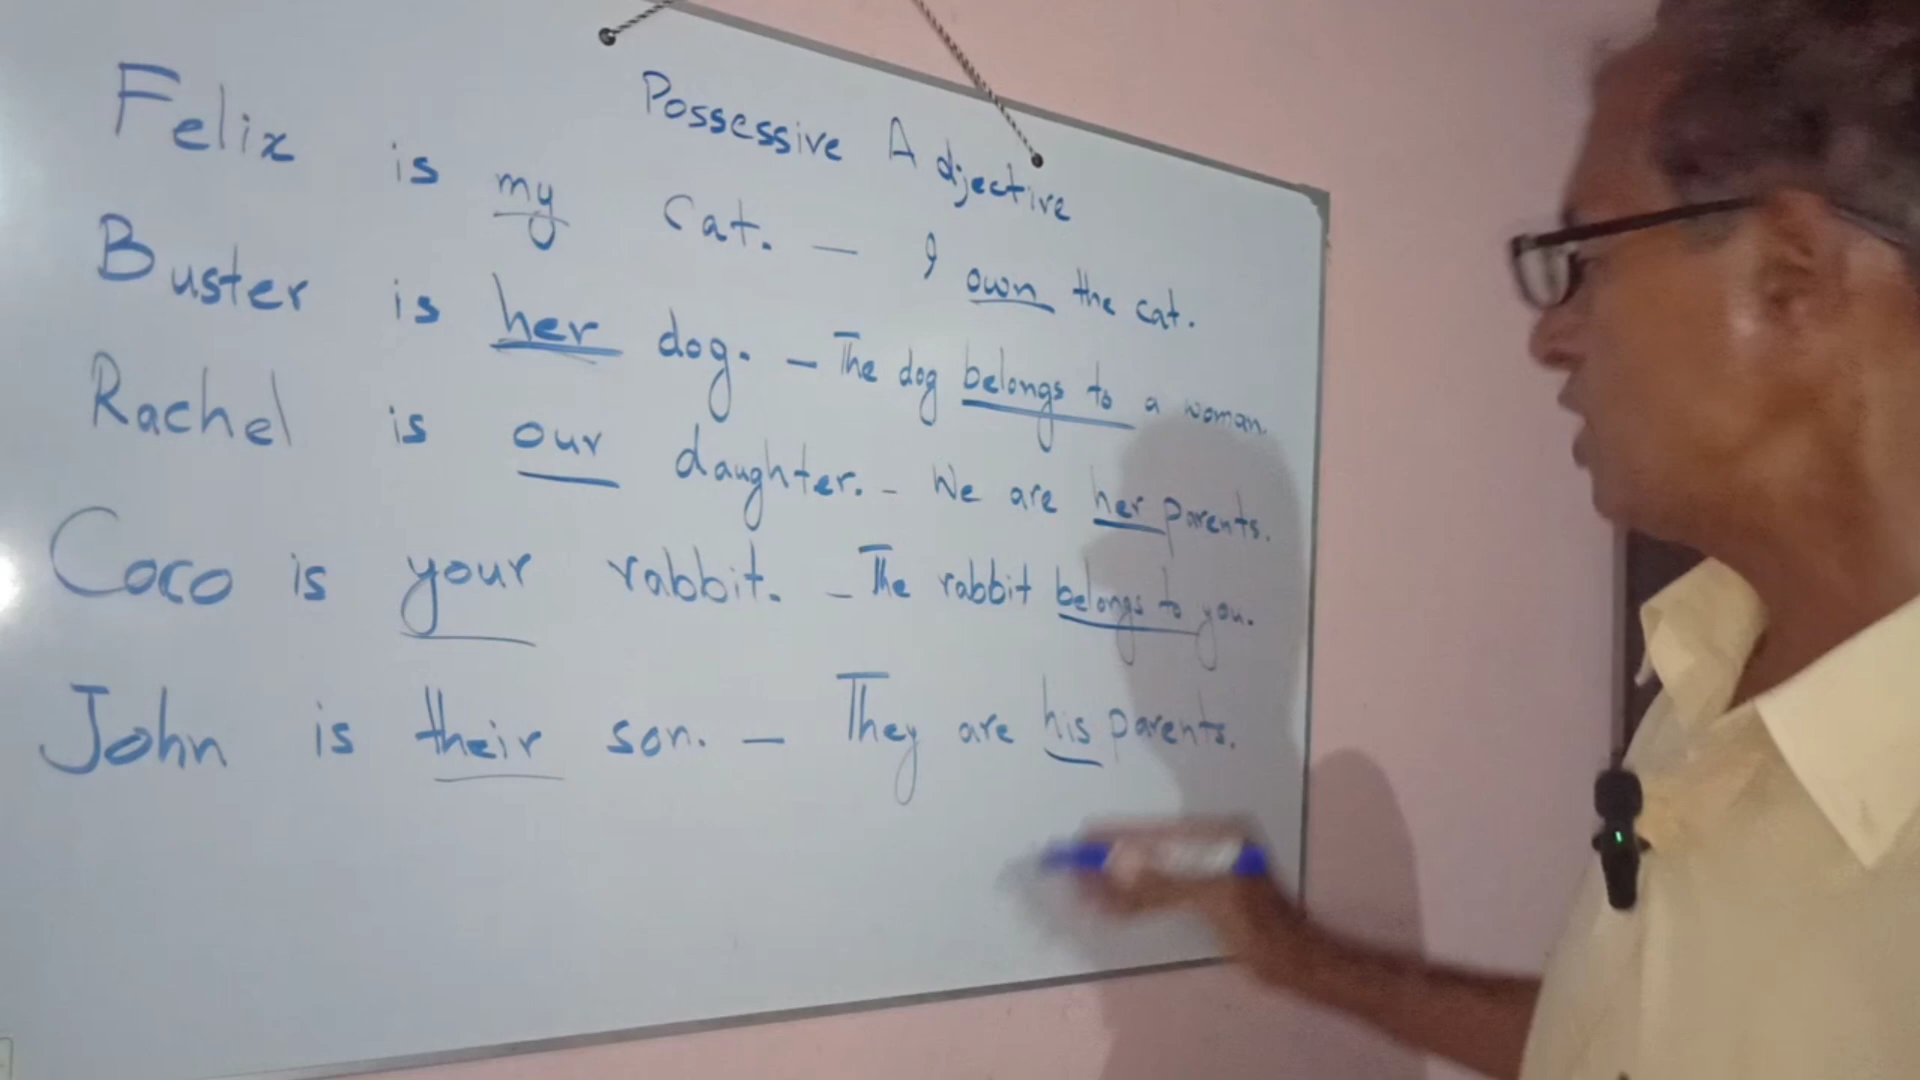 Possessive Adjective
Felix is my cat. — I own the cat.
Buster is her dog. — The dog belongs to a woman.
Rachel is our daughter. - We are her parents.
Coco is your rabbit. - The rabbit belongs to you.
John is their son. — They are his parents.